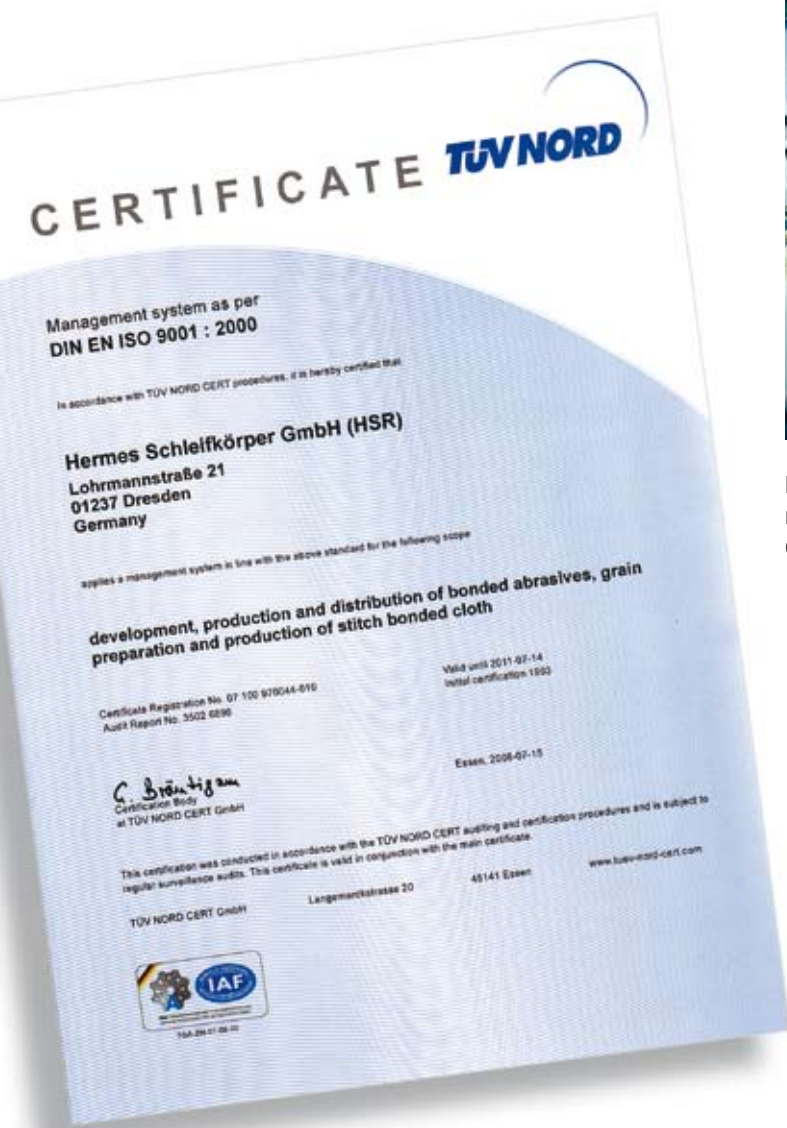 CERTIFICATE TÜV NORD
Management system as per
DIN EN ISO 9001 : 2000
In accordance with TÜV NORD CERT procedures, it is hereby certified that
Hermes Schleifkörper GmbH (HSR)
Lohrmannstraße 21
01237 Dresden
Germany
applies a management system in line with the above standard for the following scope
development, production and distribution of bonded abrasives, grain
preparation and production of stitch bonded cloth
Certificate Registration No. 07 100 970044-010
Audit Report No. 3502 6896
Valid until 2011-07-14
Initial certification 1993
G. Bräutigam
Certification Body
at TÜV NORD CERT GmbH
Essen, 2008-07-15
This certification was conducted in accordance with the TÜV NORD CERT auditing and certification procedures and is subject to
regular surveillance audits. This certificate is valid in conjunction with the main certificate.
TÜV NORD CERT GmbH Langemarckstrasse 20 45141 Essen www.tuev-nord-cert.com
IAF